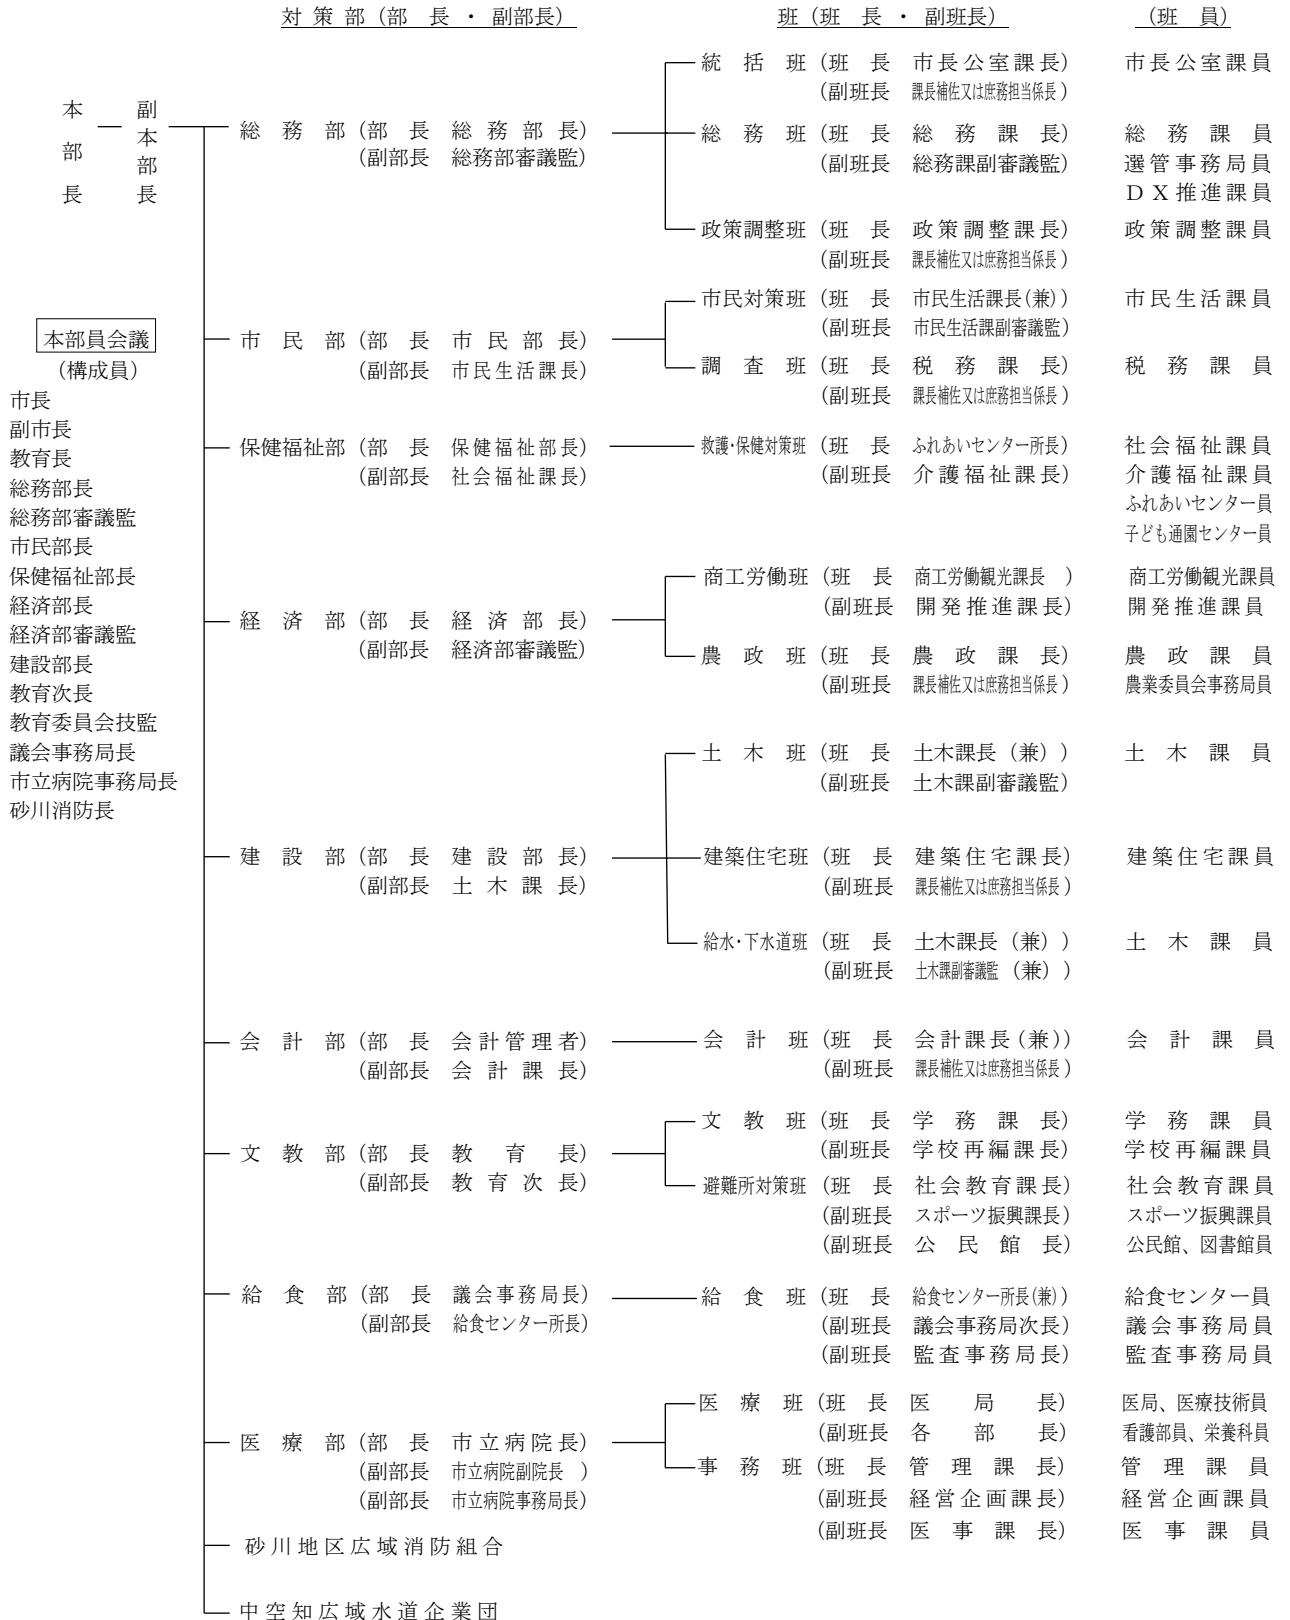 対策部(部長・副部長)　班(班長・副班長)　(班員)
本部長　副本部長
本部員会議
(構成員)
市長
副市長
教育長
総務部長
総務部審議監
市民部長
保健福祉部長
経済部長
経済部審議監
建設部長
教育次長
教育委員会技監
議会事務局長
市立病院事務局長
砂川消防長
総務部(部長　総務部長)
(副部長　総務部審議監)
統括班(班長　市長公室課長)　市長公室課員
(副班長　課長補佐又は庶務担当係長)
総務班(班長　総務課長)　総務課員
(副班長　総務課副審議監)　選管事務局員
DX推進課員
政策調整班(班長　政策調整課長)　政策調整課員
(副班長　課長補佐又は庶務担当係長)
市民部(部長　市民部長)
(副部長　市民生活課長)
市民対策班(班長　市民生活課長(兼))　市民生活課員
(副班長　市民生活課副審議監)
調査班(班長　税務課長)　税務課員
(副班長　課長補佐又は庶務担当係長)
保健福祉部(部長　保健福祉部長)
(副部長　社会福祉課長)
救護・保健対策班(班長　ふれあいセンター所長)　社会福祉課員
(副班長　介護福祉課長)　介護福祉課員
ふれあいセンター員
子ども通園センター員
経済部(部長　経済部長)
(副部長　経済部審議監)
商工労働班(班長　商工労働観光課長)　商工労働観光課員
(副班長　開発推進課長)　開発推進課員
農政班(班長　農政課長)　農政課員
(副班長　課長補佐又は庶務担当係長)　農業委員会事務局員
建設部(部長　建設部長)
(副部長　土木課長)
土木班(班長　土木課長(兼))　土木課員
(副班長　土木課副審議監)
建築住宅班(班長　建築住宅課長)　建築住宅課員
(副班長　課長補佐又は庶務担当係長)
給水・下水道班(班長　土木課長(兼))　土木課員
(副班長　土木課副審議監(兼))
会計部(部長　会計管理者)
(副部長　会計課長)
会計班(班長　会計課長(兼))　会計課員
(副班長　課長補佐又は庶務担当係長)
文教部(部長　教育長)
(副部長　教育次長)
文教班(班長　学務課長)　学務課員
(副班長　学校再編課長)　学校再編課員
避難所対策班(班長　社会教育課長)　社会教育課員
(副班長　スポーツ振興課長)　スポーツ振興課員
(副班長　公民館長)　公民館、図書館員
給食部(部長　議会事務局長)
(副部長　給食センター所長)
給食班(班長　給食センター所長(兼))　給食センター員
(副班長　議会事務局次長)　議会事務局員
(副班長　監査事務局長)　監査事務局員
医療部(部長　市立病院長)
(副部長　市立病院副院長)
(副部長　市立病院事務局長)
医療班(班長　医局長)　医局、医療技術員
(副班長　各部長)　看護部員、栄養科員
事務班(班長　管理課長)　管理課員
(副班長　経営企画課長)　経営企画課員
(副班長　医事課長)　医事課員
砂川地区広域消防組合
中空知広域水道企業団